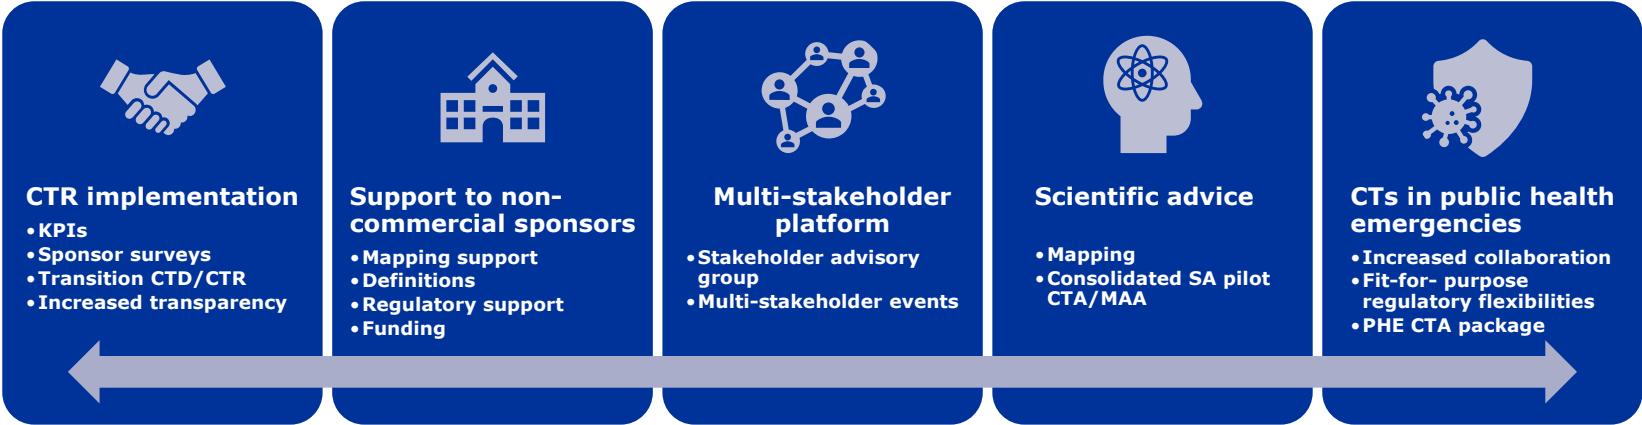 CTR implementation
•KPIs
•Sponsor surveys
•Transition CTD/CTR
•Increased transparency
Support to non-
commercial sponsors
•Mapping support
•Definitions
•Regulatory support
•Funding
Multi-stakeholder
platform
•Stakeholder advisory
group
•Multi-stakeholder events
Scientific advice
•Mapping
•Consolidated SA pilot
CTA/MAA
CTs in public health
emergencies
•Increased collaboration
•Fit-for- purpose
regulatory flexibilities
•PHE CTA package